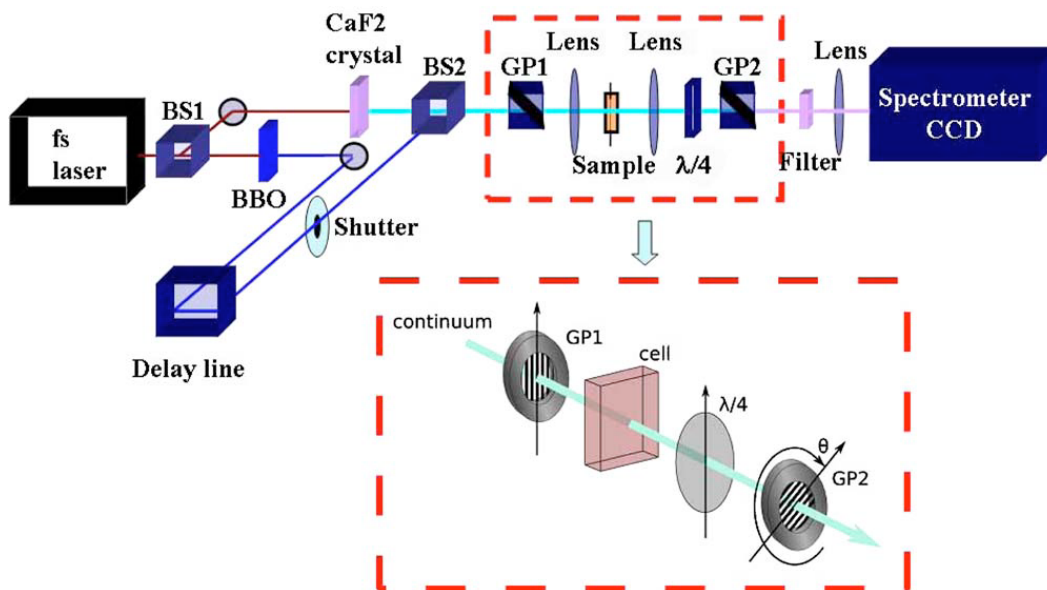 CaF2
crystal
BS2
GP1
Lens
Lens
GP2
Lens
BS1
fs
laser
Spectrometer
CCD
BBO
Sample
λ/4
Filter
Shutter
Delay line
continuum
GP1
cell
λ/4
θ
GP2